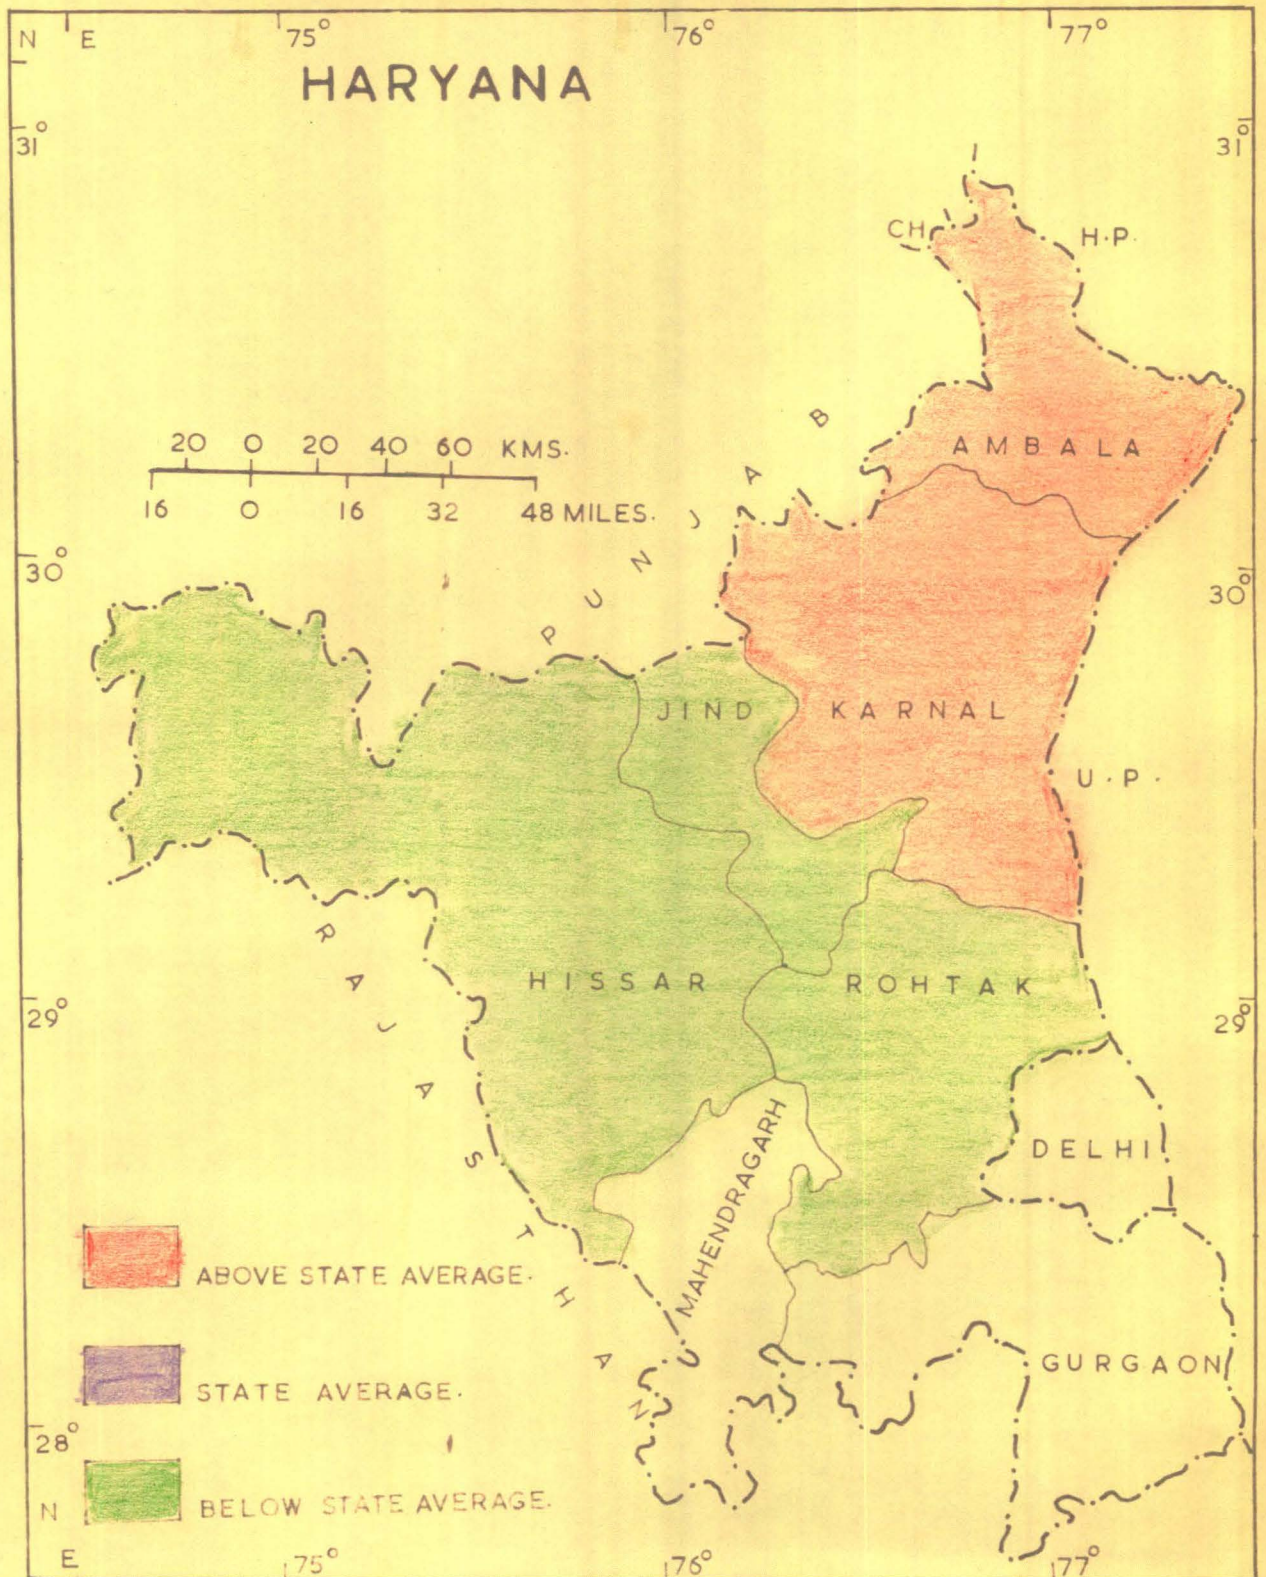 N E 75° 76° 77°
HARYANA
31° 31°
CH. H.P.
AMBALA
20 0 20 40 60 KMS.
16 0 16 32 48 MILES.
PUNJAB
30° 30°
JIND KARNAL
U.P.
HISSAR ROHTAK
RAJASTHAN
29° 29°
DELHI
MAHENDRAGARH
ABOVE STATE AVERAGE.
GURGAON
STATE AVERAGE.
28°
BELOW STATE AVERAGE.
N
E 75° 76° 77°